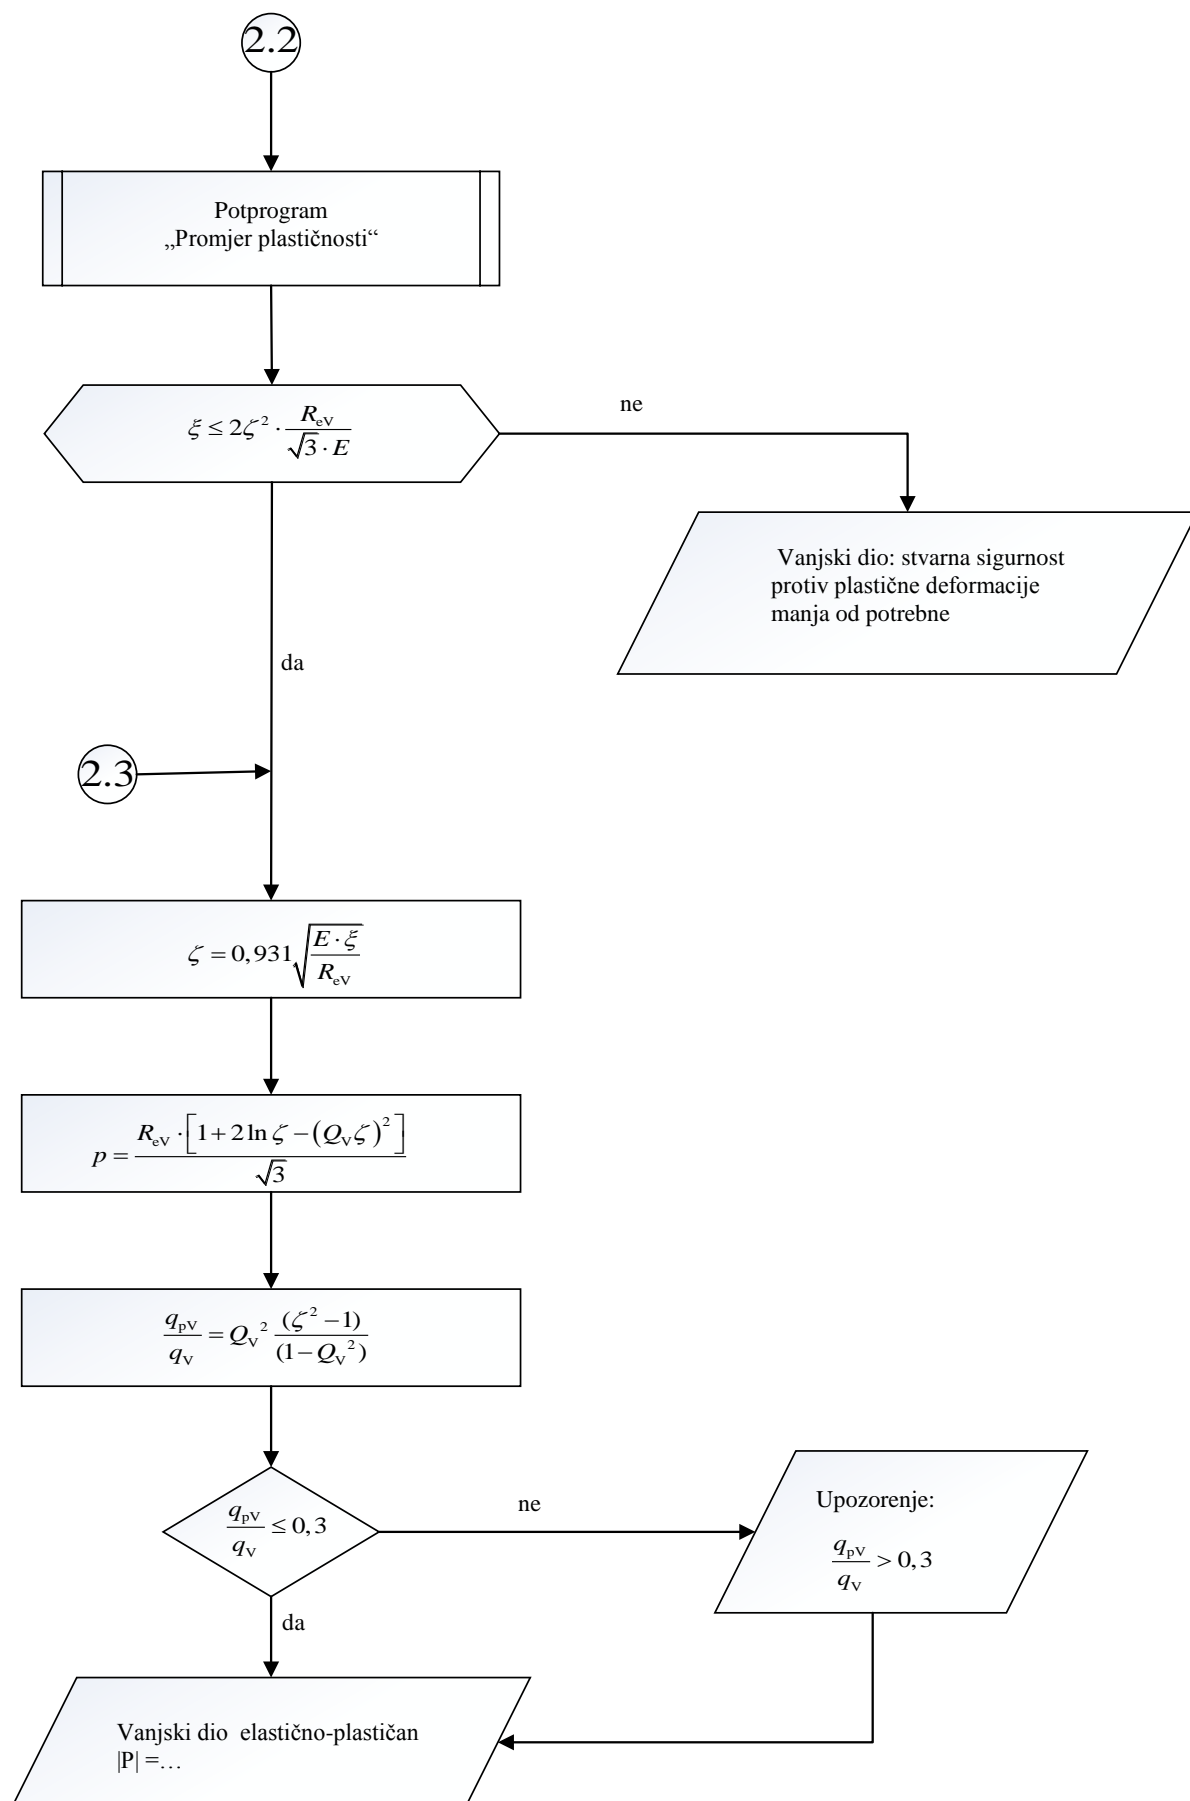 2.2
Potprogram
„Promjer plastičnosti“
ξ ≤ 2ζ² · R_eV / (√3 · E)
ne
Vanjski dio: stvarna sigurnost
protiv plastične deformacije
manja od potrebne
da
2.3
ζ = 0,931 √(E · ξ / R_eV)
p = R_eV · [1 + 2 ln ζ − (Q_V ζ)²] / √3
q_pV / q_V = Q_V² (ζ² − 1) / (1 − Q_V²)
q_pV / q_V ≤ 0,3
ne
Upozorenje:
q_pV / q_V > 0,3
da
Vanjski dio elastično-plastičan
|P| =…